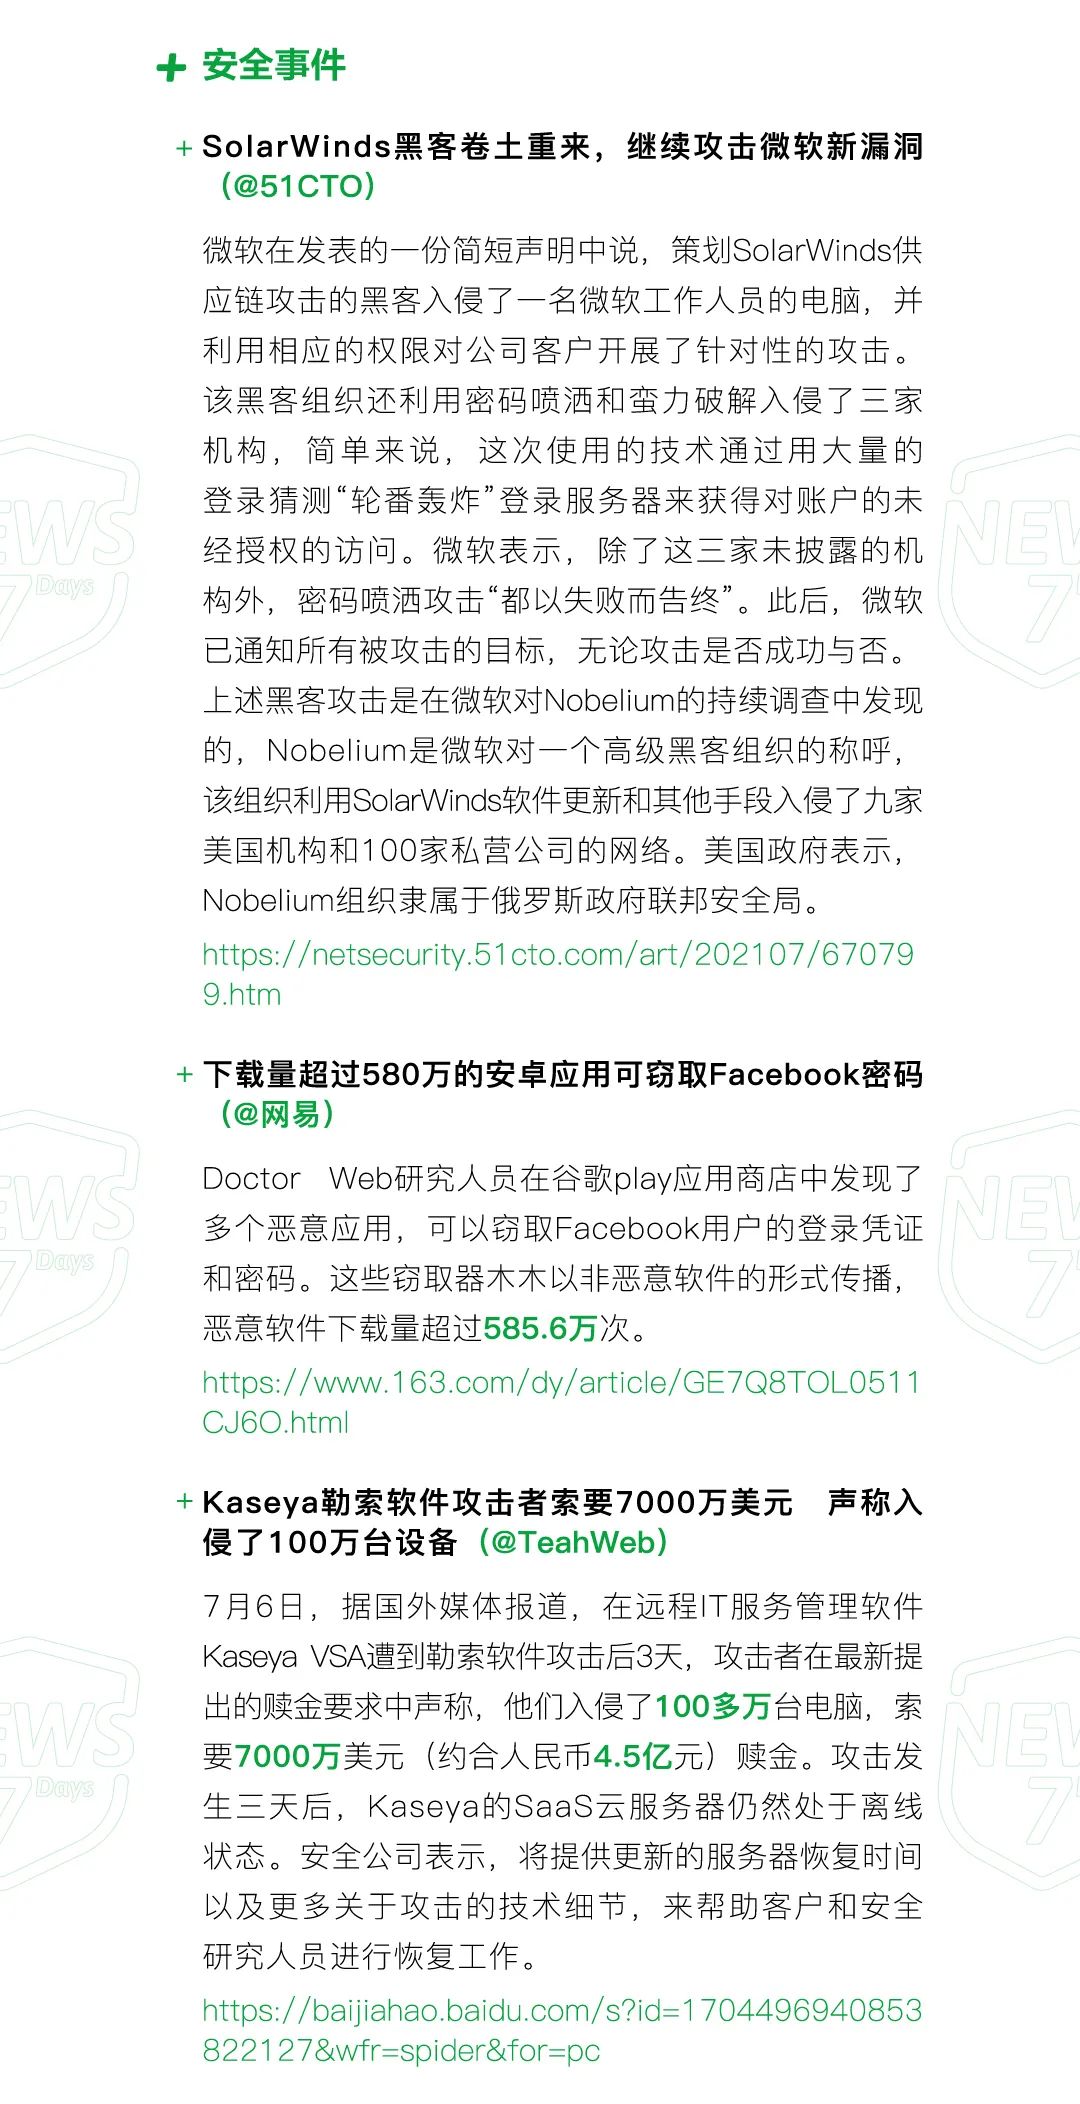 安全事件
SolarWinds黑客卷土重来，继续攻击微软新漏洞
（@51CTO）
微软在发表的一份简短声明中说，策划SolarWinds供
应链攻击的黑客入侵了一名微软工作人员的电脑，并
利用相应的权限对公司客户开展了针对性的攻击。
该黑客组织还利用密码喷洒和蛮力破解入侵了三家
机构，简单来说，这次使用的技术通过用大量的
登录猜测“轮番轰炸”登录服务器来获得对账户的未
经授权的访问。微软表示，除了这三家未披露的机
构外，密码喷洒攻击“都以失败而告终”。此后，微软
已通知所有被攻击的目标，无论攻击是否成功与否。
上述黑客攻击是在微软对Nobelium的持续调查中发现
的，Nobelium是微软对一个高级黑客组织的称呼，
该组织利用SolarWinds软件更新和其他手段入侵了九家
美国机构和100家私营公司的网络。美国政府表示，
Nobelium组织隶属于俄罗斯政府联邦安全局。
https://netsecurity.51cto.com/art/202107/67079
9.htm
下载量超过580万的安卓应用可窃取Facebook密码
（@网易）
Doctor Web研究人员在谷歌play应用商店中发现了
多个恶意应用，可以窃取Facebook用户的登录凭证
和密码。这些窃取器木木以非恶意软件的形式传播，
恶意软件下载量超过585.6万次。
https://www.163.com/dy/article/GE7Q8TOL0511
CJ6O.html
Kaseya勒索软件攻击者索要7000万美元 声称入
侵了100万台设备（@TeahWeb）
7月6日，据国外媒体报道，在远程IT服务管理软件
Kaseya VSA遭到勒索软件攻击后3天，攻击者在最新提
出的赎金要求中声称，他们入侵了100多万台电脑，索
要7000万美元（约合人民币4.5亿元）赎金。攻击发
生三天后，Kaseya的SaaS云服务器仍然处于离线
状态。安全公司表示，将提供更新的服务器恢复时间
以及更多关于攻击的技术细节，来帮助客户和安全
研究人员进行恢复工作。
https://baijiahao.baidu.com/s?id=1704496940853
822127&wfr=spider&for=pc
EWS
7 Days
NEW
7
EWS
7 Days
NEW
7
EWS
7 Days
NEW
7